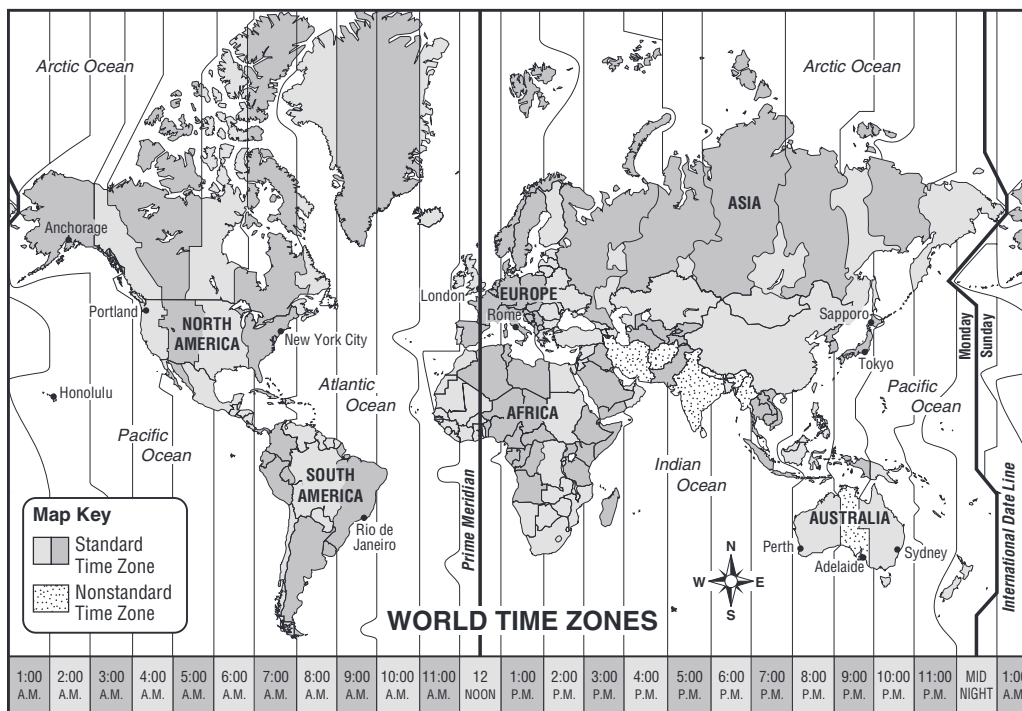 Arctic Ocean
Arctic Ocean
ASIA
Anchorage
London
EUROPE
Portland
NORTH
AMERICA
New York City
Rome
Sapporo
Tokyo
Honolulu
Atlantic
Ocean
AFRICA
Pacific
Ocean
Pacific
Ocean
Monday
Sunday
SOUTH
AMERICA
Indian
Ocean
Rio de
Janeiro
Prime Meridian
AUSTRALIA
Perth
Adelaide
Sydney
International Date Line
Map Key
Standard
Time Zone
Nonstandard
Time Zone
N
W E
S
WORLD TIME ZONES
1:00 2:00 3:00 4:00 5:00 6:00 7:00 8:00 9:00 10:00 11:00 12 1:00 2:00 3:00 4:00 5:00 6:00 7:00 8:00 9:00 10:00 11:00 MID 1:00
A.M. A.M. A.M. A.M. A.M. A.M. A.M. A.M. A.M. A.M. A.M. NOON P.M. P.M. P.M. P.M. P.M. P.M. P.M. P.M. P.M. P.M. P.M. NIGHT A.M.